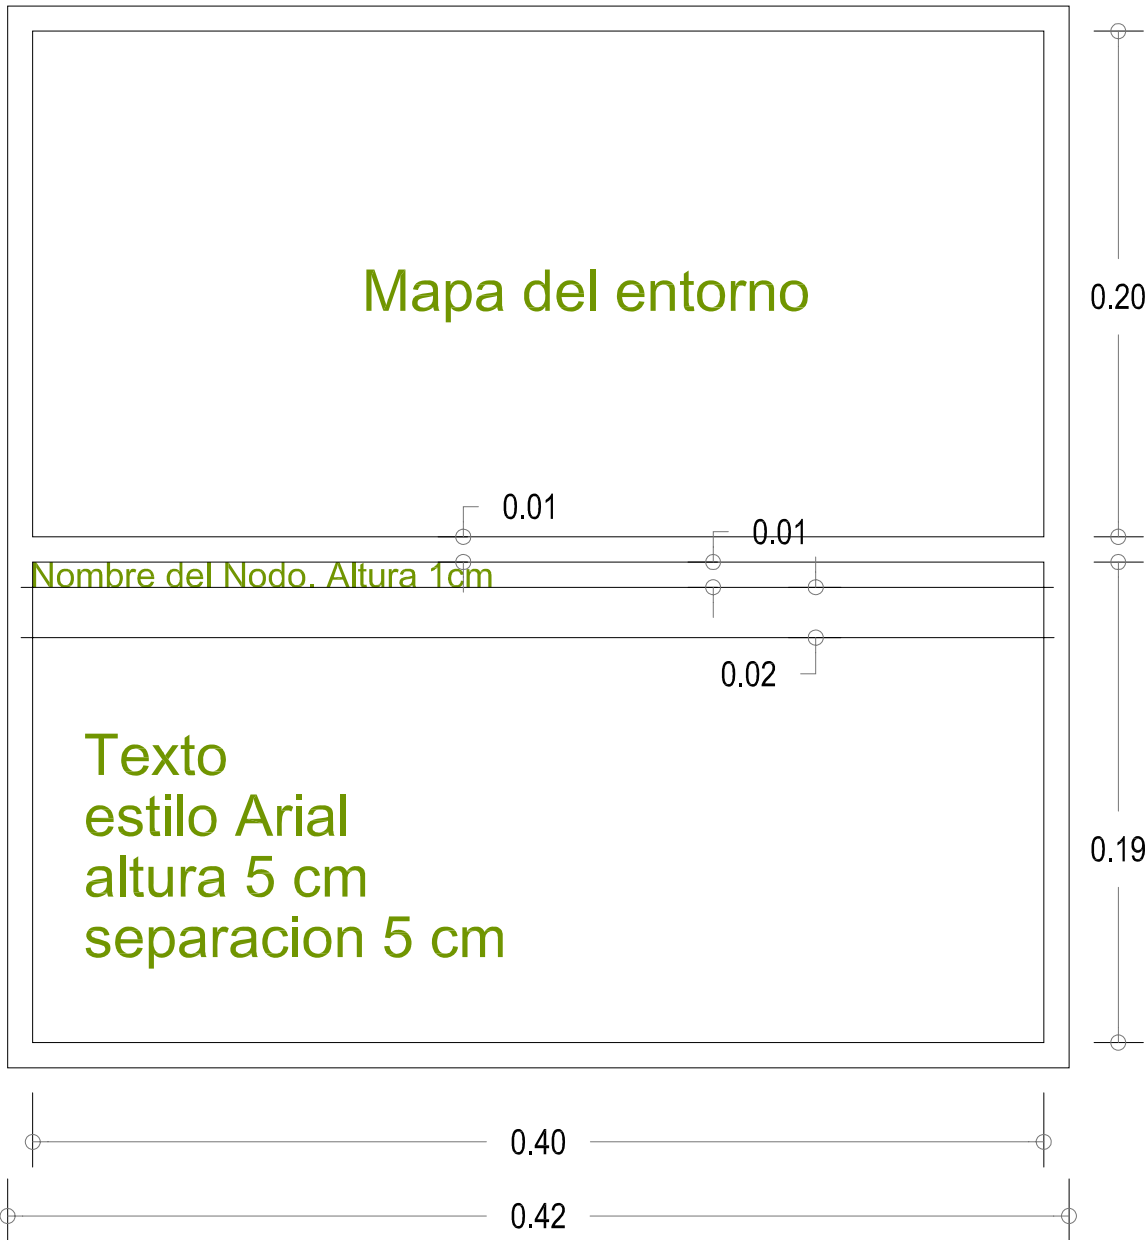 Mapa del entorno
0.20
0.01
0.01
Nombre del Nodo. Altura 1cm
0.02
Texto
estilo Arial
altura 5 cm
separacion 5 cm
0.19
0.40
0.42